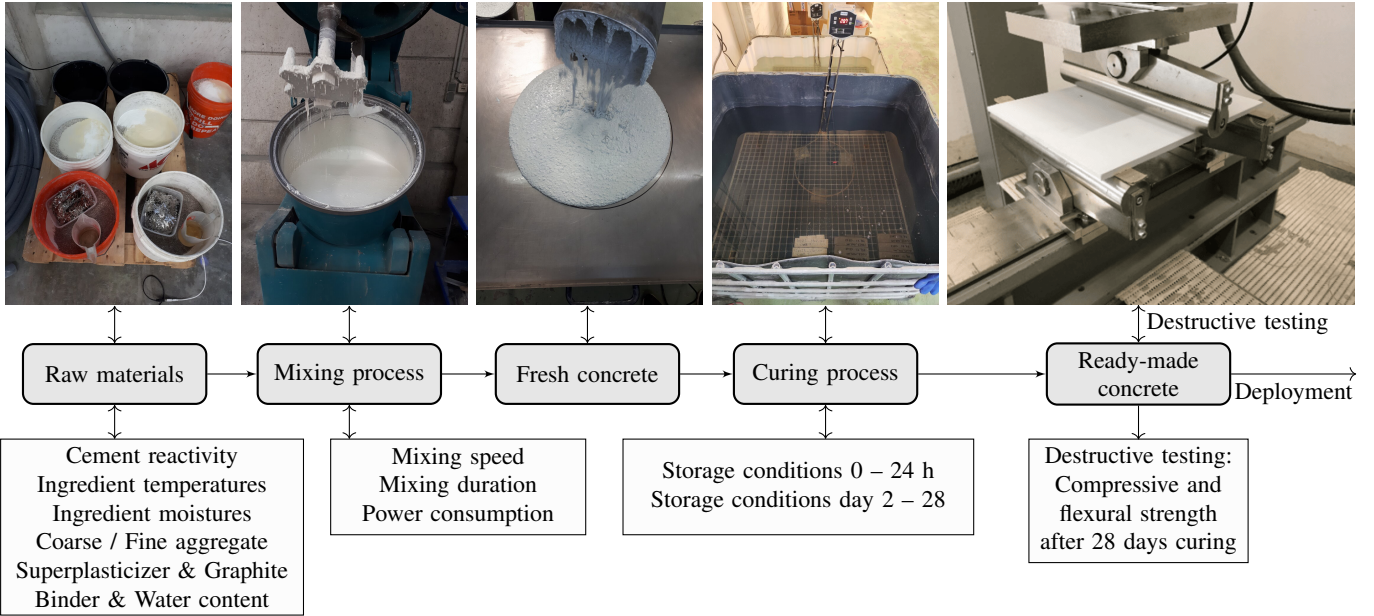 Destructive testing
Raw materials
Mixing process
Fresh concrete
Curing process
Ready-made
concrete
Deployment
Cement reactivity
Ingredient temperatures
Ingredient moistures
Coarse / Fine aggregate
Superplasticizer & Graphite
Binder & Water content
Mixing speed
Mixing duration
Power consumption
Storage conditions 0 – 24 h
Storage conditions day 2 – 28
Destructive testing:
Compressive and
flexural strength
after 28 days curing